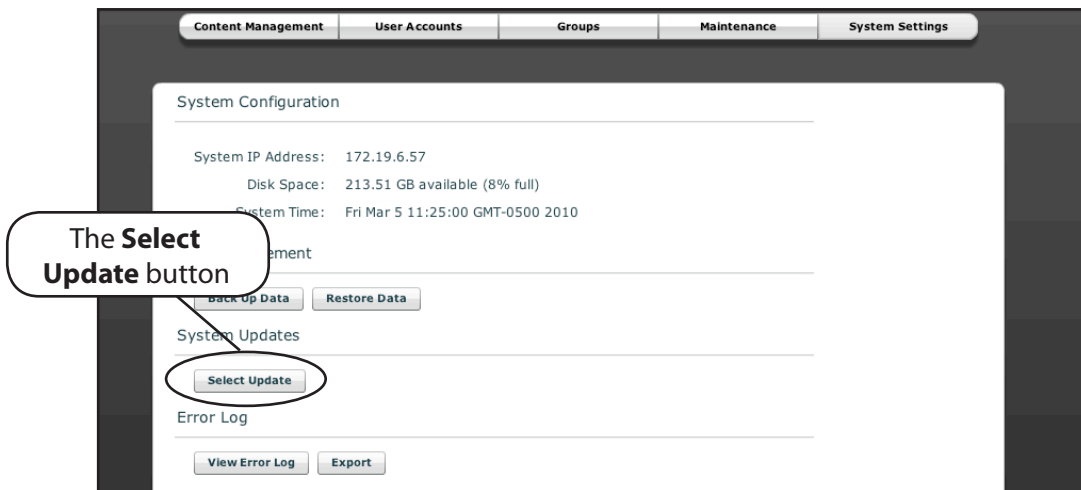 Content Management User Accounts Groups Maintenance System Settings
System Configuration
System IP Address: 172.19.6.57
Disk Space: 213.51 GB available (8% full)
System Time: Fri Mar 5 11:25:00 GMT-0500 2010
The Select
Update button
Back Up Data Restore Data
System Updates
Select Update
Error Log
View Error Log Export